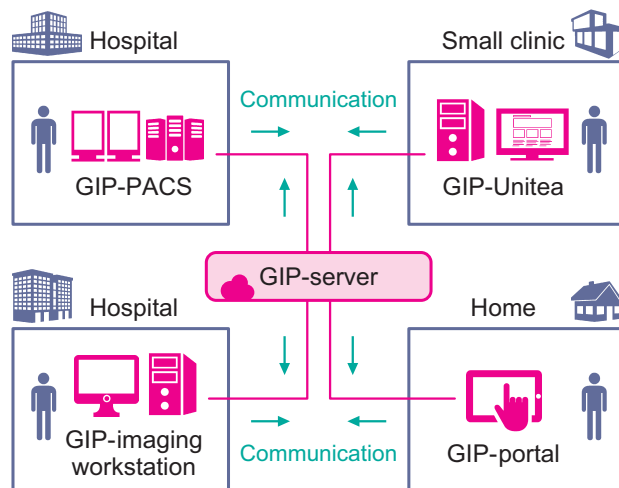 Hospital
Small clinic
Communication
GIP-PACS
GIP-Unitea
GIP-server
Hospital
Home
GIP-imaging
workstation
Communication
GIP-portal